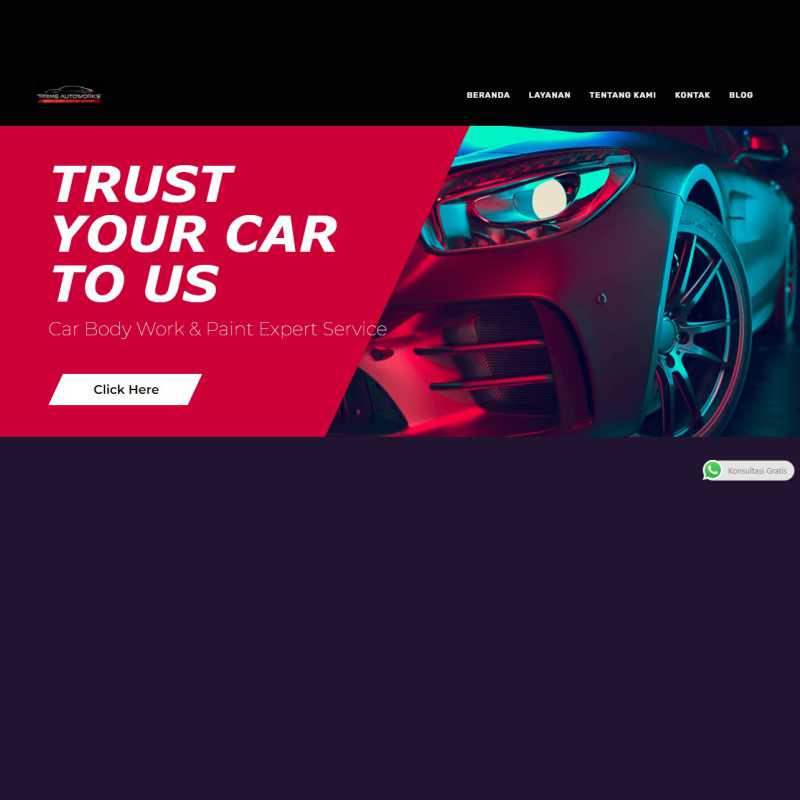 PRIME AUTOWORKS
BERANDA LAYANAN TENTANG KAMI KONTAK BLOG
TRUST
YOUR CAR
TO US
Car Body Work & Paint Expert Service
Click Here
Konsultasi Gratis